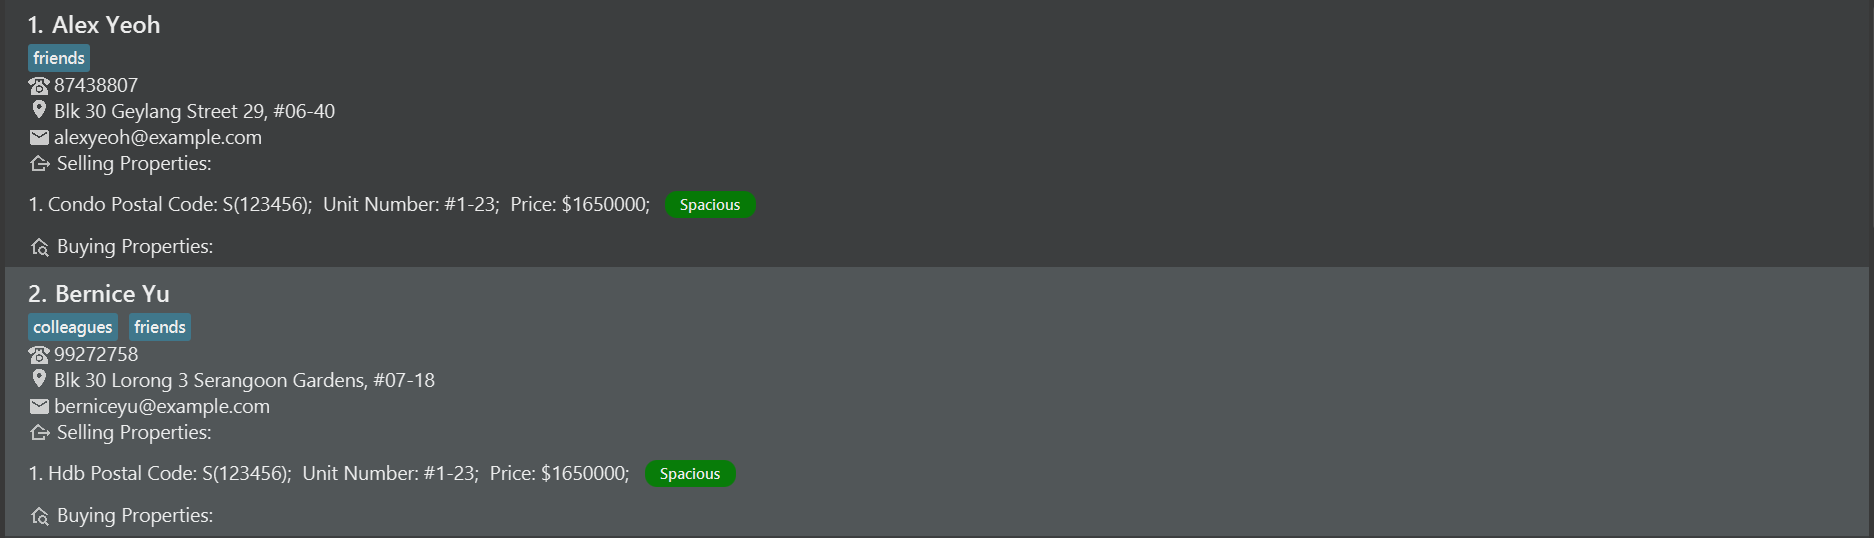 1. Alex Yeoh
friends
87438807
Blk 30 Geylang Street 29, #06-40
alexyeoh@example.com
Selling Properties:
1. Condo Postal Code: S(123456); Unit Number: #1-23; Price: $1650000; Spacious
Buying Properties:
2. Bernice Yu
colleagues friends
99272758
Blk 30 Lorong 3 Serangoon Gardens, #07-18
berniceyu@example.com
Selling Properties:
1. Hdb Postal Code: S(123456); Unit Number: #1-23; Price: $1650000; Spacious
Buying Properties: